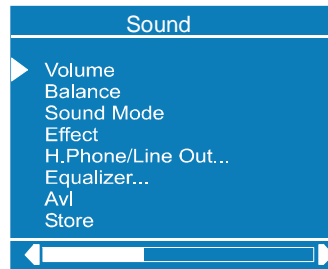 Sound
Volume
Balance
Sound Mode
Effect
H.Phone/Line Out...
Equalizer...
Avl
Store